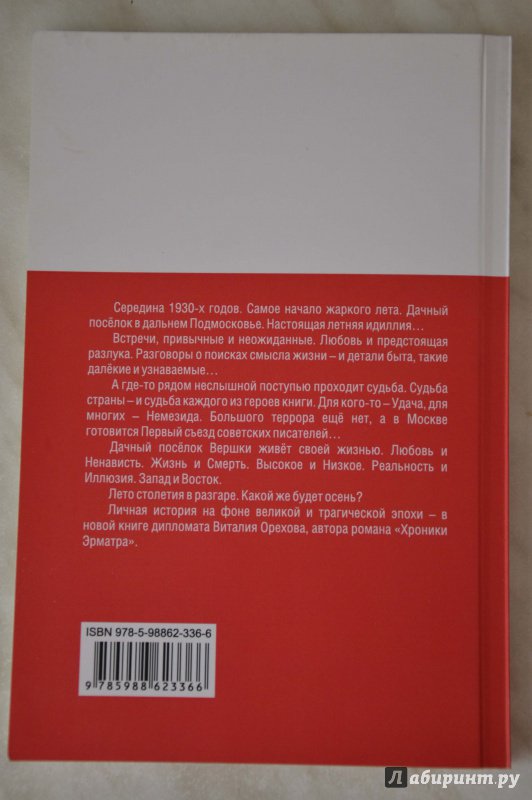 Середина 1930-х годов. Самое начало жаркого лета. Дачный
посёлок в дальнем Подмосковье. Настоящая летняя идиллия...
Встречи, привычные и неожиданные. Любовь и предстоящая
разлука. Разговоры о поисках смысла жизни – и детали быта, такие
далёкие и узнаваемые...
А где-то рядом неслышной поступью проходит судьба. Судьба
страны – и судьба каждого из героев книги. Для кого-то – Удача, для
многих – Немезида. Большого террора ещё нет, а в Москве
готовится Первый съезд советских писателей...
Дачный посёлок Вершки живёт своей жизнью. Любовь и
Ненависть. Жизнь и Смерть. Высокое и Низкое. Реальность и
Иллюзия. Запад и Восток.
Лето столетия в разгаре. Какой же будет осень?
Личная история на фоне великой и трагической эпохи – в
новой книге дипломата Виталия Орехова, автора романа «Хроники
Эрматра».
ISBN 978-5-98862-336-6
9 785988 623366
Лабиринт.ру